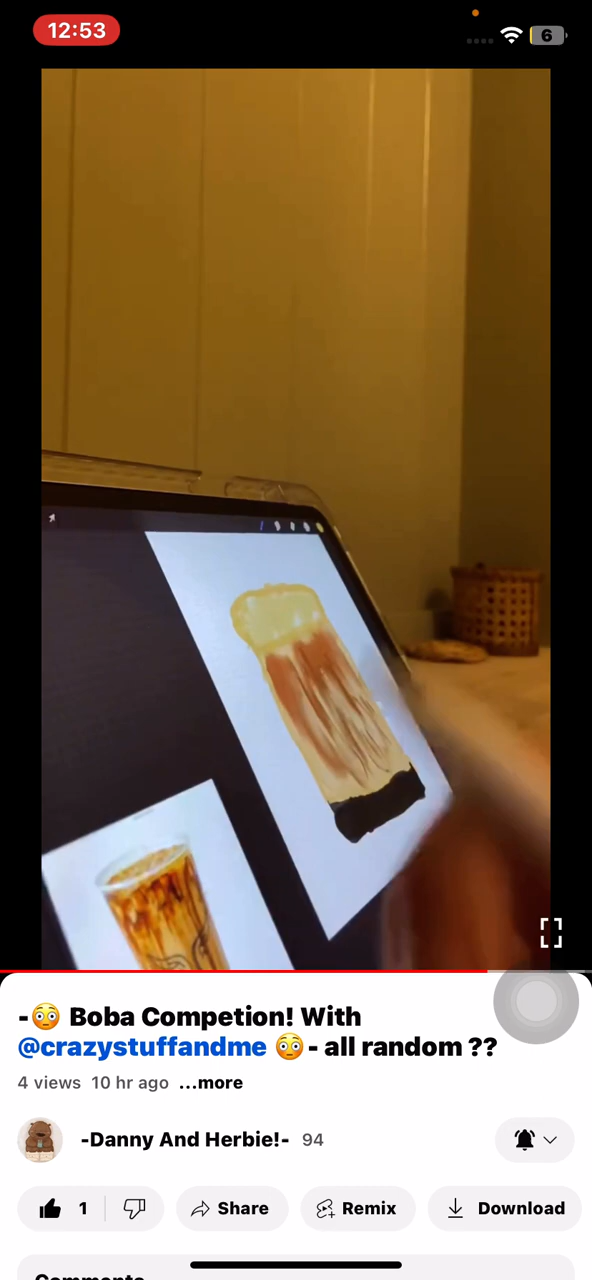 12:53
6
-😳 Boba Competion! With
@crazystuffandme 😳- all random ??
4 views 10 hr ago ...more
-Danny And Herbie!- 94
1 Share Remix Download
Comments